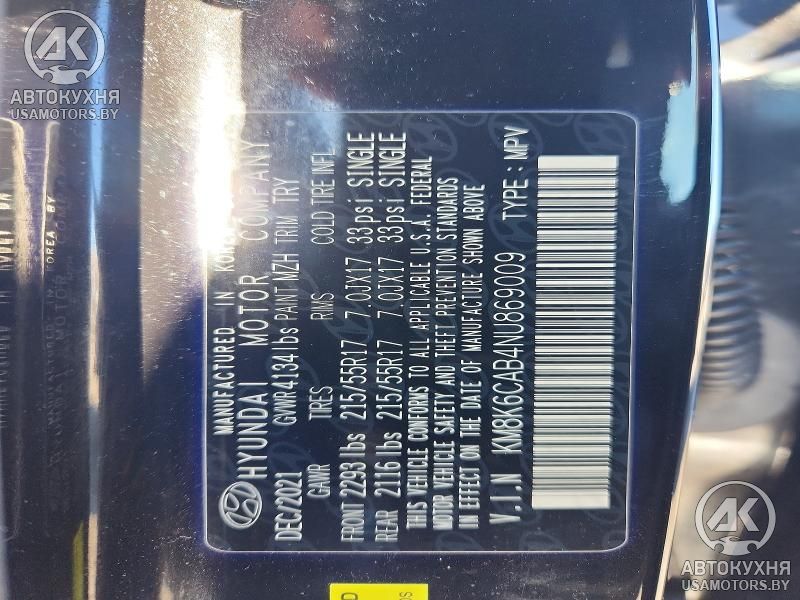 MANUFACTURED IN KOREA
HYUNDAI MOTOR COMPANY
DEC/2021 GVWR 4134 lbs PAINT MZH TRIM TRY
GAWR TIRES RIMS COLD TIRE INFL
FRONT 2293 lbs 215/55R17 7.0JX17 33psi SINGLE
REAR 2116 lbs 215/55R17 7.0JX17 33psi SINGLE
THIS VEHICLE CONFORMS TO ALL APPLICABLE U.S.A. FEDERAL
MOTOR VEHICLE SAFETY AND THEFT PREVENTION STANDARDS
IN EFFECT ON THE DATE OF MANUFACTURE SHOWN ABOVE
V.I.N KM8K6CAB4NU869009 TYPE : MPV
АК
АВТОКУХНЯ
USAMOTORS.BY
АК
АВТОКУХНЯ
USAMOTORS.BY